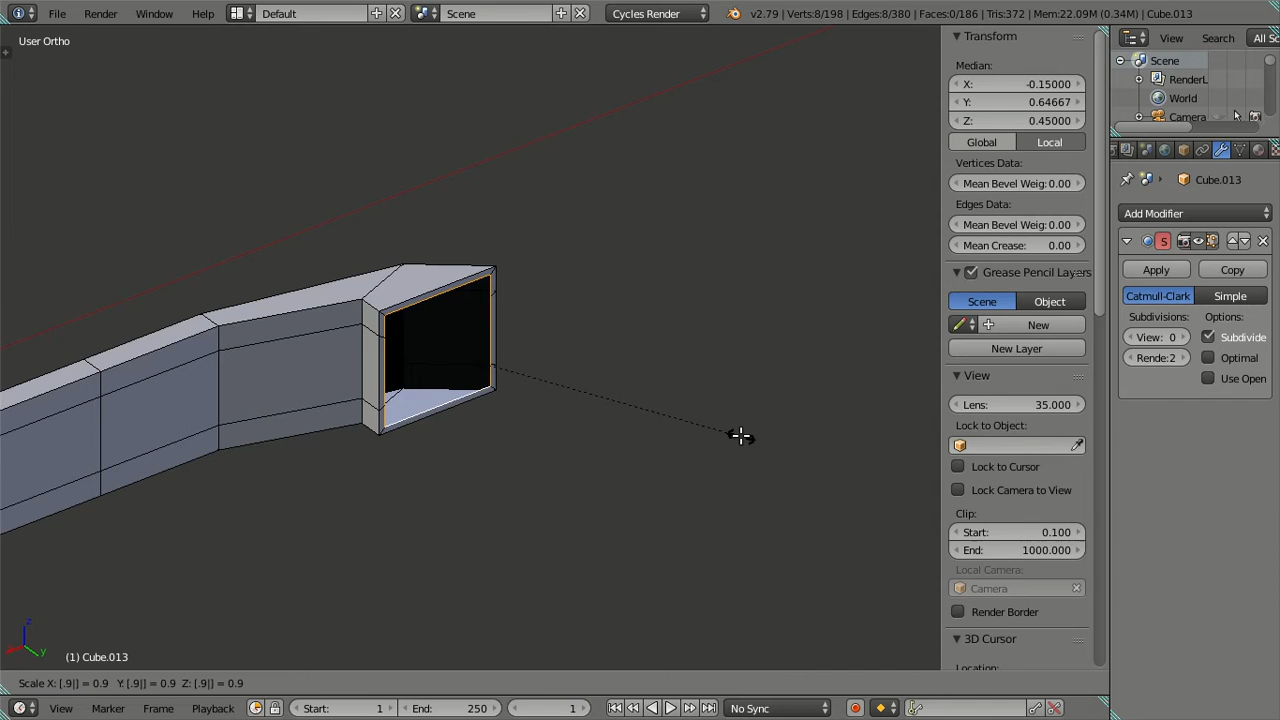 File Render Window Help Default Scene Cycles Render v2.79 | Verts:8/198 | Edges:8/380 | Faces:0/186 | Tris:372 | Mem:22.09M (0.34M) | Cube.013
User Ortho
Transform
Median:
X: -0.15000
Y: 0.64667
Z: 0.45000
Global Local
Vertices Data:
Mean Bevel Weig: 0.00
Edges Data:
Mean Bevel Weig: 0.00
Mean Crease: 0.00
Grease Pencil Layers
Scene Object
New
New Layer
View
Lens: 35.000
Lock to Object:
Lock to Cursor
Lock Camera to View
Clip:
Start: 0.100
End: 1000.000
Local Camera:
Camera
Render Border
3D Cursor
Location:
View Search All Sc
Scene
RenderL
World
Camera
Cube.013
Add Modifier
S
Apply Copy
Catmull-Clark Simple
Subdivisions: Options:
View: 0 Subdivide
Rende: 2 Optimal
Use Open
z
y
(1) Cube.013
Scale X: [.9|] = 0.9 Y: [.9|] = 0.9 Z: [.9|] = 0.9
View Marker Frame Playback Start: 1 End: 250 1 No Sync